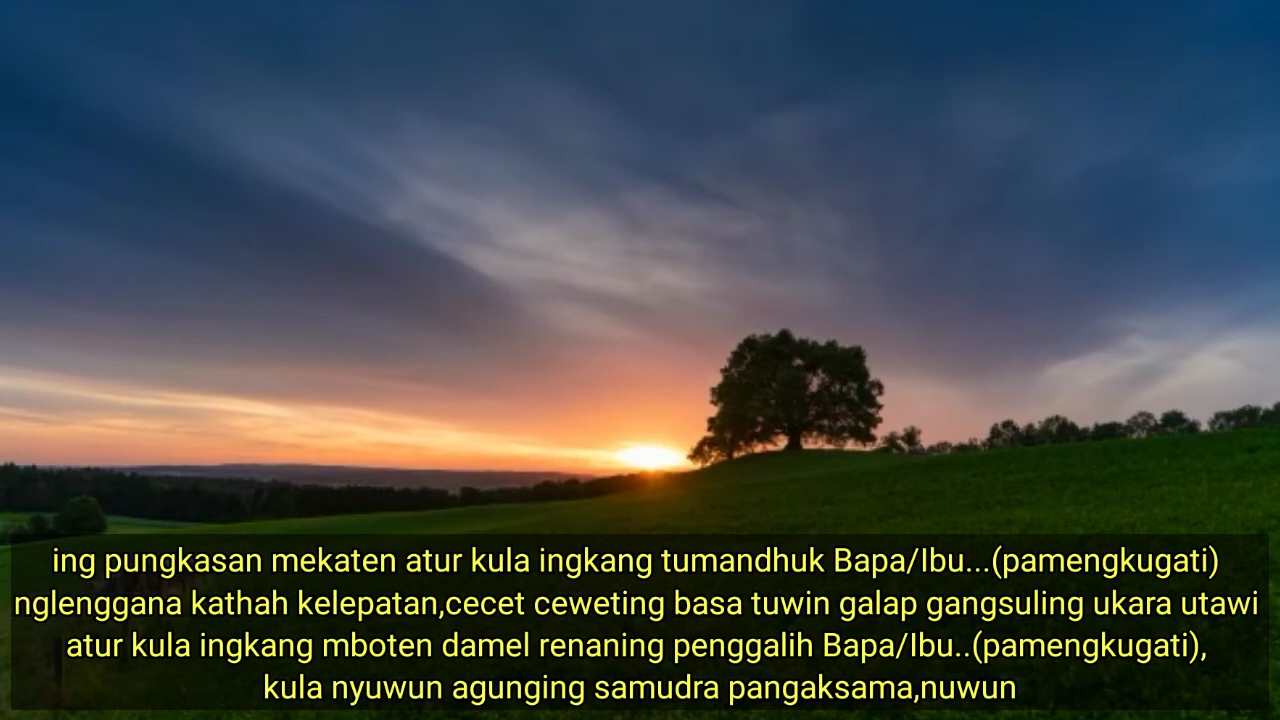 ing pungkasan mekaten atur kula ingkang tumandhuk Bapa/Ibu...(pamengkugati)
nglenggana kathah kelepatan,cecet ceweting basa tuwin galap gangsuling ukara utawi
atur kula ingkang mboten damel renaning penggalih Bapa/Ibu..(pamengkugati),
kula nyuwun agunging samudra pangaksama,nuwun